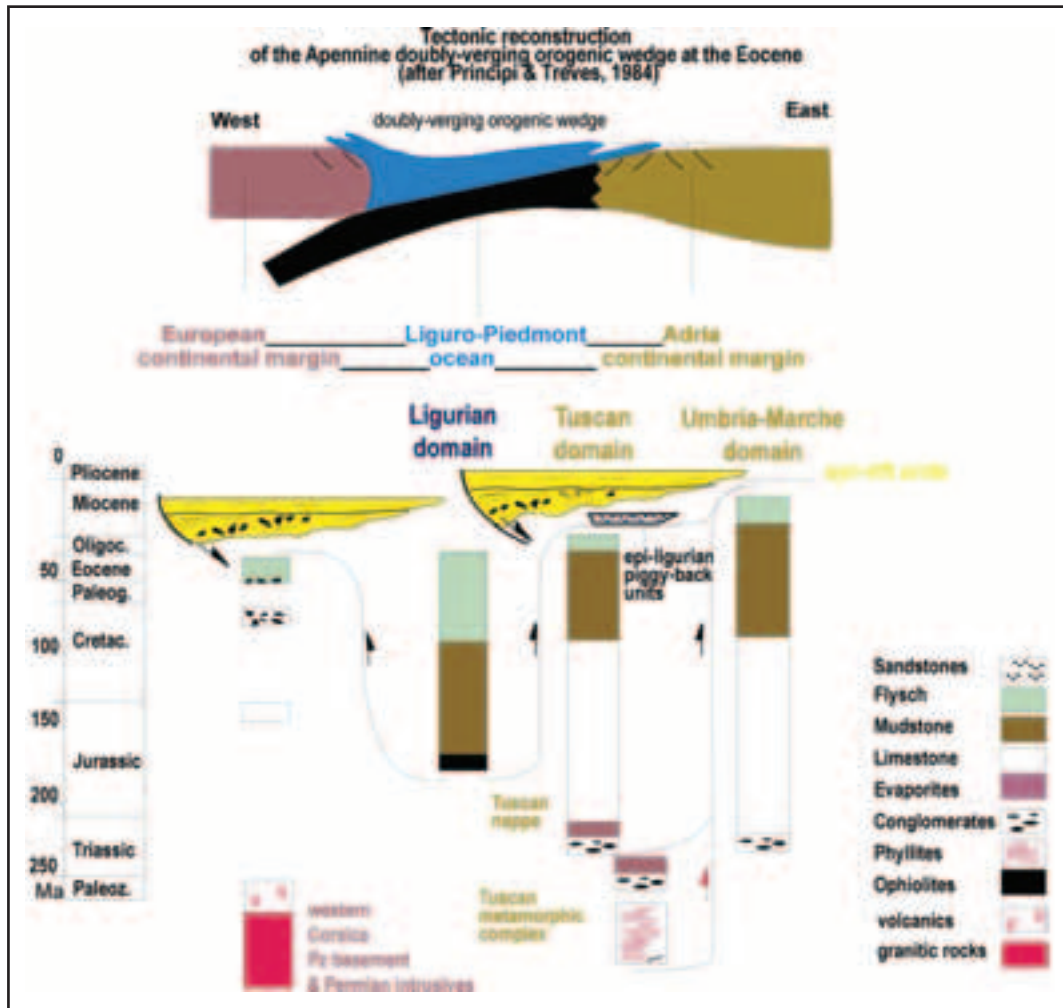 Tectonic reconstruction
of the Apennine doubly-verging orogenic wedge at the Eocene
(after Principi & Treves, 1984)
West
doubly-verging orogenic wedge
East
European
Liguro-Piedmont
Adria
continental margin
ocean
continental margin
Ligurian
domain
Tuscan
domain
Umbria-Marche
domain
0
Pliocene
Miocene
Oligoc.
50
Eocene
Paleog.
100
Cretac.
150
Jurassic
200
Triassic
250
Ma
Paleoz.
epi-ligurian
piggy-back
units
Tuscan
nappe
Tuscan
metamorphic
complex
western
Corsica
Pz basement
& Permian intrusives
Sandstones
Flysch
Mudstone
Limestone
Evaporites
Conglomerates
Phyllites
Ophiolites
volcanics
granitic rocks